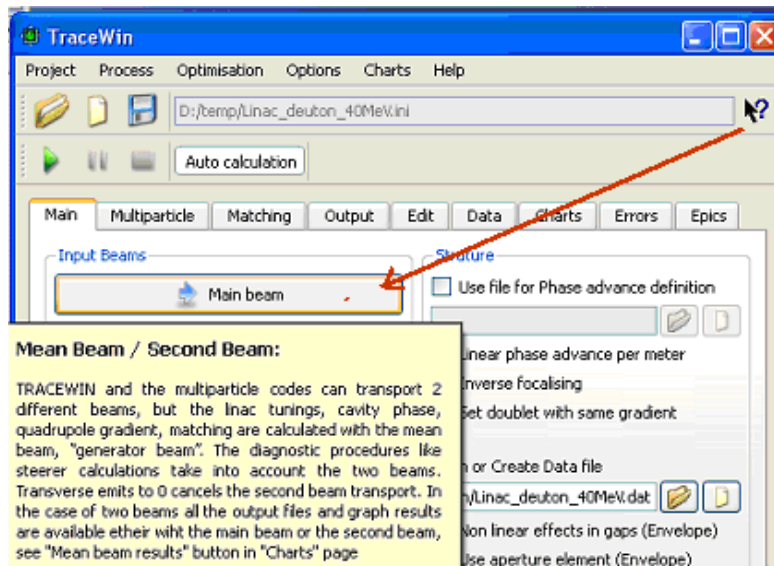 TraceWin
Project Process Optimisation Options Charts Help
D:/temp/Linac_deuton_40MeV.ini
Auto calculation
Main Multiparticle Matching Output Edit Data Charts Errors Epics
Input Beams
Struture
Main beam
Use file for Phase advance definition
Mean Beam / Second Beam:
TRACEWIN and the multiparticle codes can transport 2
different beams, but the linac tunings, cavity phase,
quadrupole gradient, matching are calculated with the mean
beam, "generator beam". The diagnostic procedures like
steerer calculations take into account the two beams.
Transverse emits to 0 cancels the second beam transport. In
the case of two beams all the output files and graph results
are available etheir wiht the main beam or the second beam,
see "Mean beam results" button in "Charts" page
Linear phase advance per meter
Inverse focalising
Set doublet with same gradient
or Create Data file
/Linac_deuton_40MeV.dat
Non linear effects in gaps (Envelope)
Use aperture element (Envelope)